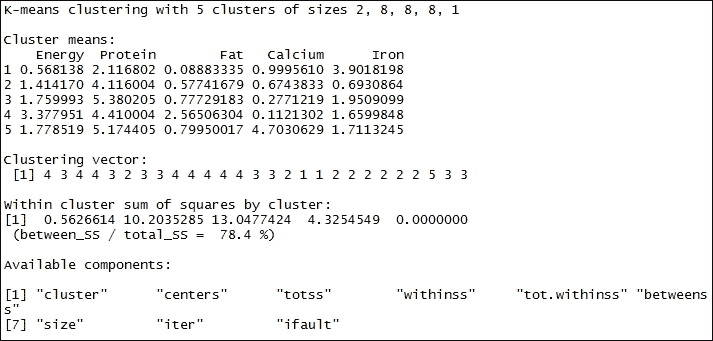 K-means clustering with 5 clusters of sizes 2, 8, 8, 8, 1
Cluster means:
Energy Protein Fat Calcium Iron
1 0.568138 2.116802 0.08883335 0.9995610 3.9018198
2 1.414170 4.116004 0.57741679 0.6743833 0.6930864
3 1.759993 5.380205 0.77729183 0.2771219 1.9509099
4 3.377951 4.410004 2.56506304 0.1121302 1.6599848
5 1.778519 5.174405 0.79950017 4.7030629 1.7113245
Clustering vector:
[1] 4 3 4 4 3 2 3 3 4 4 4 4 4 3 3 2 1 1 2 2 2 2 2 2 5 3 3
Within cluster sum of squares by cluster:
[1] 0.5626614 10.2035285 13.0477424 4.3254549 0.0000000
(between_SS / total_SS = 78.4 %)
Available components:
[1] "cluster" "centers" "totss" "withinss" "tot.withinss" "betweens
s"
[7] "size" "iter" "ifault"